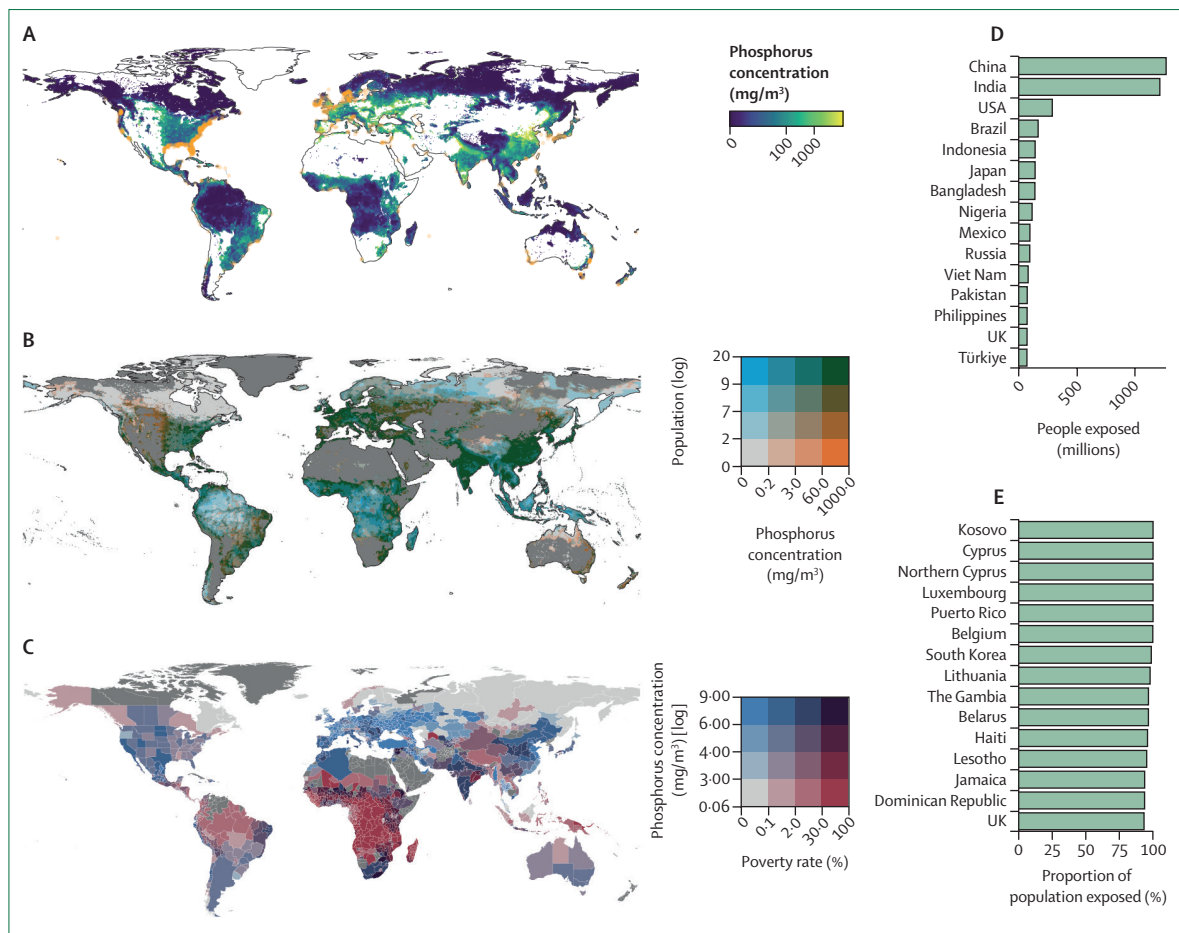 A
Phosphorus
concentration
(mg/m³)
0
100
1000
B
Population (log)
20
9
7
2
0
0
0·2
3·0
60·0
1000·0
Phosphorus
concentration
(mg/m³)
C
Phosphorus concentration
(mg/m³) [log]
9·00
6·00
4·00
3·00
0·06
0
0·1
2·0
30·0
100
Poverty rate (%)
D
China
India
USA
Brazil
Indonesia
Japan
Bangladesh
Nigeria
Mexico
Russia
Viet Nam
Pakistan
Philippines
UK
Türkiye
0
500
1000
People exposed
(millions)
E
Kosovo
Cyprus
Northern Cyprus
Luxembourg
Puerto Rico
Belgium
South Korea
Lithuania
The Gambia
Belarus
Haiti
Lesotho
Jamaica
Dominican Republic
UK
0
25
50
75
100
Proportion of
population exposed (%)